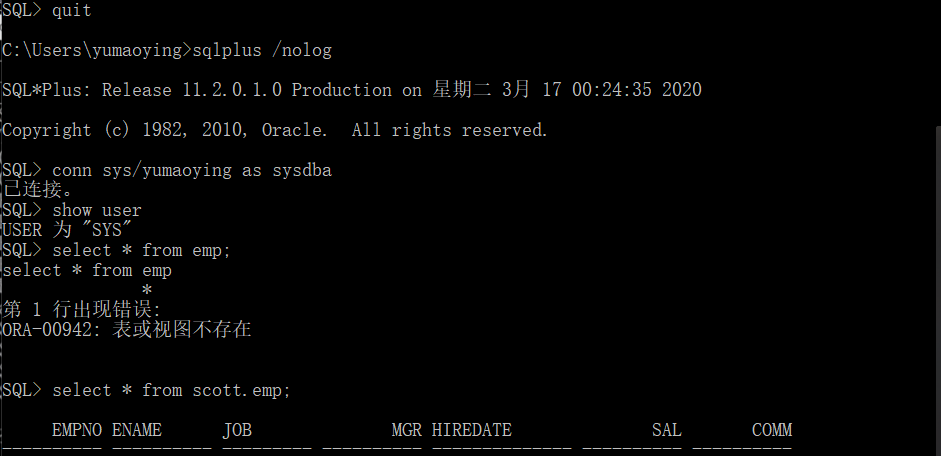 SQL> quit
C:\Users\yumaoying>sqlplus /nolog
SQL*Plus: Release 11.2.0.1.0 Production on 星期二 3月 17 00:24:35 2020
Copyright (c) 1982, 2010, Oracle.  All rights reserved.
SQL> conn sys/yumaoying as sysdba
已连接。
SQL> show user
USER 为 "SYS"
SQL> select * from emp;
select * from emp
              *
第 1 行出现错误:
ORA-00942: 表或视图不存在
SQL> select * from scott.emp;
     EMPNO ENAME      JOB              MGR HIREDATE              SAL       COMM
---------- ---------- --------- ---------- -------------- ---------- ----------